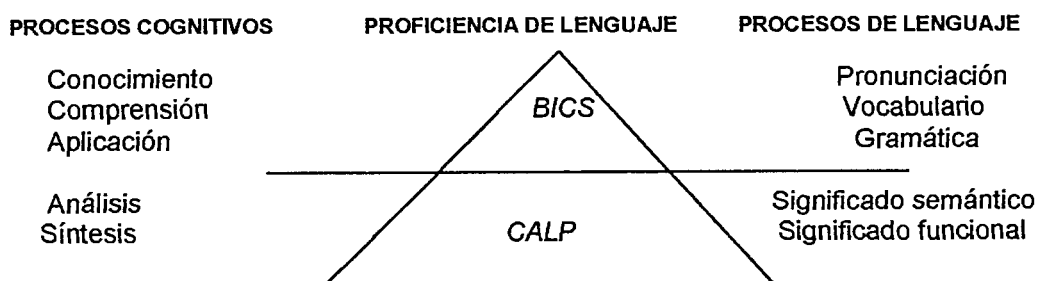 PROCESOS COGNITIVOS PROFICIENCIA DE LENGUAJE PROCESOS DE LENGUAJE
Conocimiento Pronunciación
Comprensión BICS Vocabulario
Aplicación Gramática
Análisis Significado semántico
Síntesis CALP Significado funcional